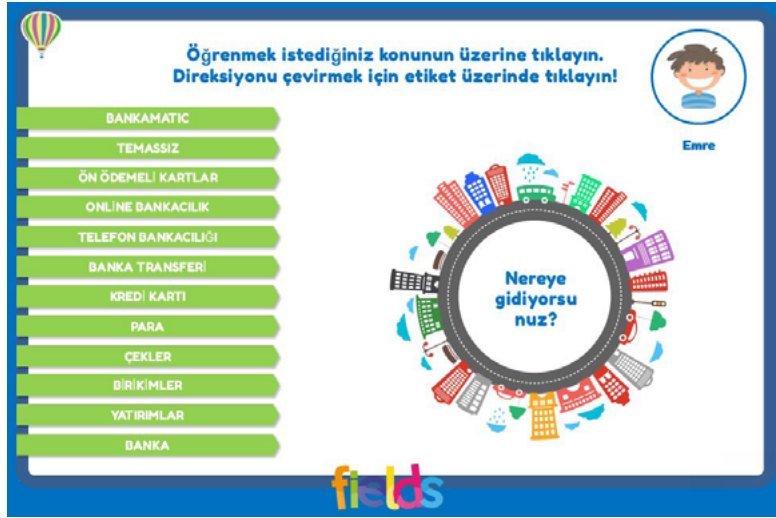 Öğrenmek istediğiniz konunun üzerine tıklayın.
Direksiyonu çevirmek için etiket üzerinde tıklayın!
Emre
BANKAMATIC
TEMASSIZ
ÖN ÖDEMELİ KARTLAR
ONLİNE BANKACILIK
TELEFON BANKACILIĞI
BANKA TRANSFERİ
KREDİ KARTI
PARA
ÇEKLER
BİRİKİMLER
YATIRIMLAR
BANKA
Nereye
gidiyorsu
nuz?
fields